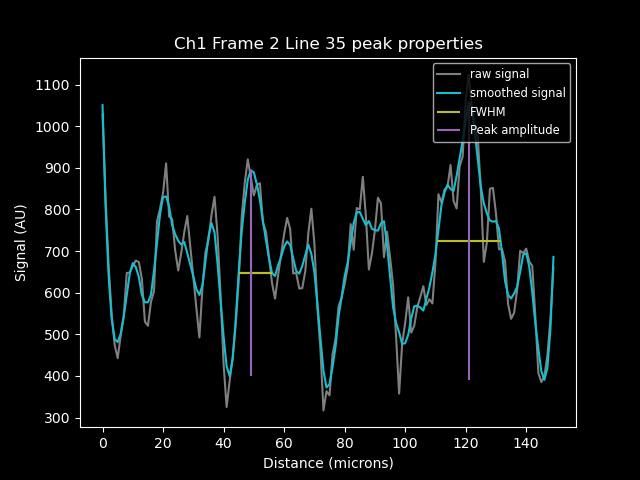 Ch1 Frame 2 Line 35 peak properties
raw signal
smoothed signal
FWHM
Peak amplitude
Signal (AU)
1100
1000
900
800
700
600
500
400
300
0 20 40 60 80 100 120 140
Distance (microns)